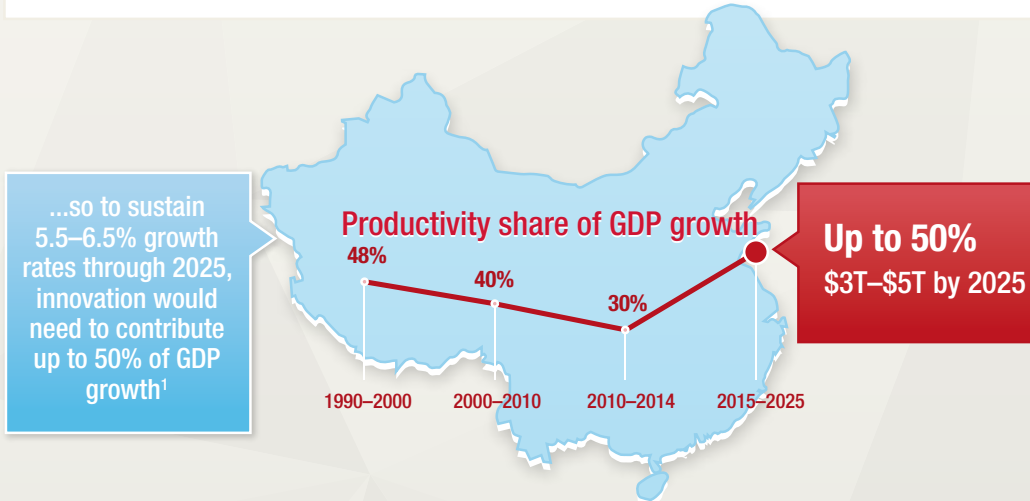 ...so to sustain
5.5–6.5% growth
rates through 2025,
innovation would
need to contribute
up to 50% of GDP
growth¹
Productivity share of GDP growth
48%
40%
30%
1990–2000
2000–2010
2010–2014
2015–2025
Up to 50%
$3T–$5T by 2025